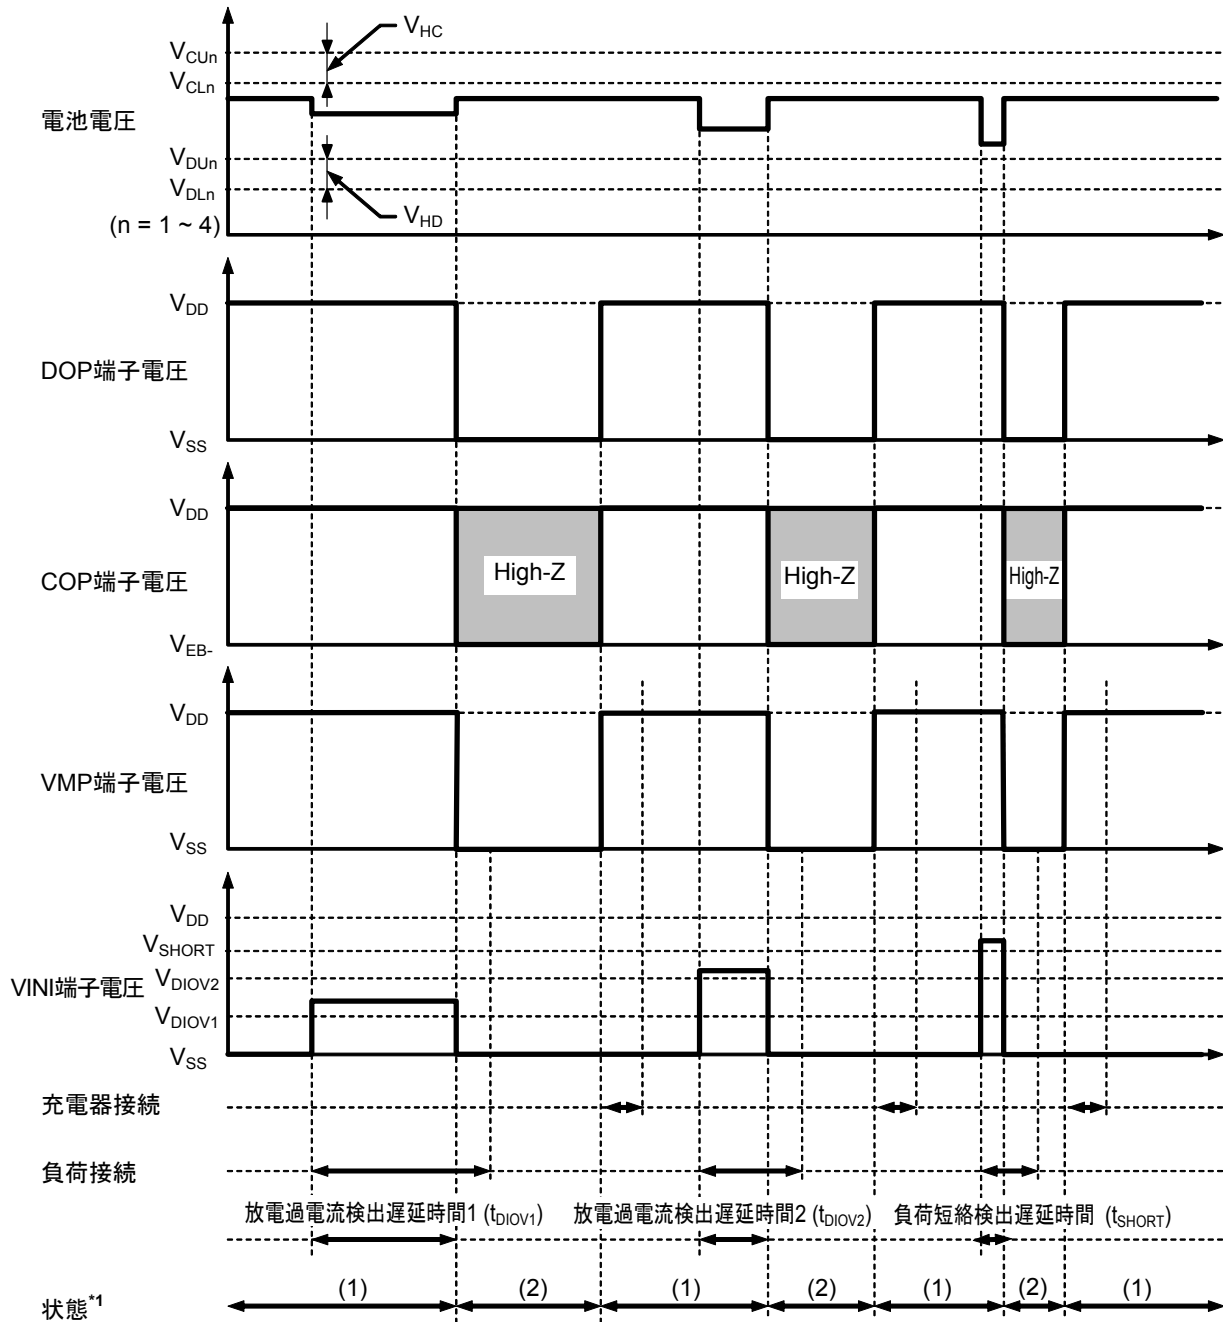 V_HC
V_CUn
V_CLn
電池電圧
V_DUn
V_DLn
V_HD
(n = 1 ~ 4)
V_DD
DOP端子電圧
V_SS
V_DD
COP端子電圧
High-Z High-Z High-Z
V_EB-
V_DD
VMP端子電圧
V_SS
V_DD
V_SHORT
VINI端子電圧
V_DIOV2
V_DIOV1
V_SS
充電器接続
負荷接続
放電過電流検出遅延時間1 (t_DIOV1) 放電過電流検出遅延時間2 (t_DIOV2) 負荷短絡検出遅延時間 (t_SHORT)
状態*1 (1) (2) (1) (2) (1) (2) (1)